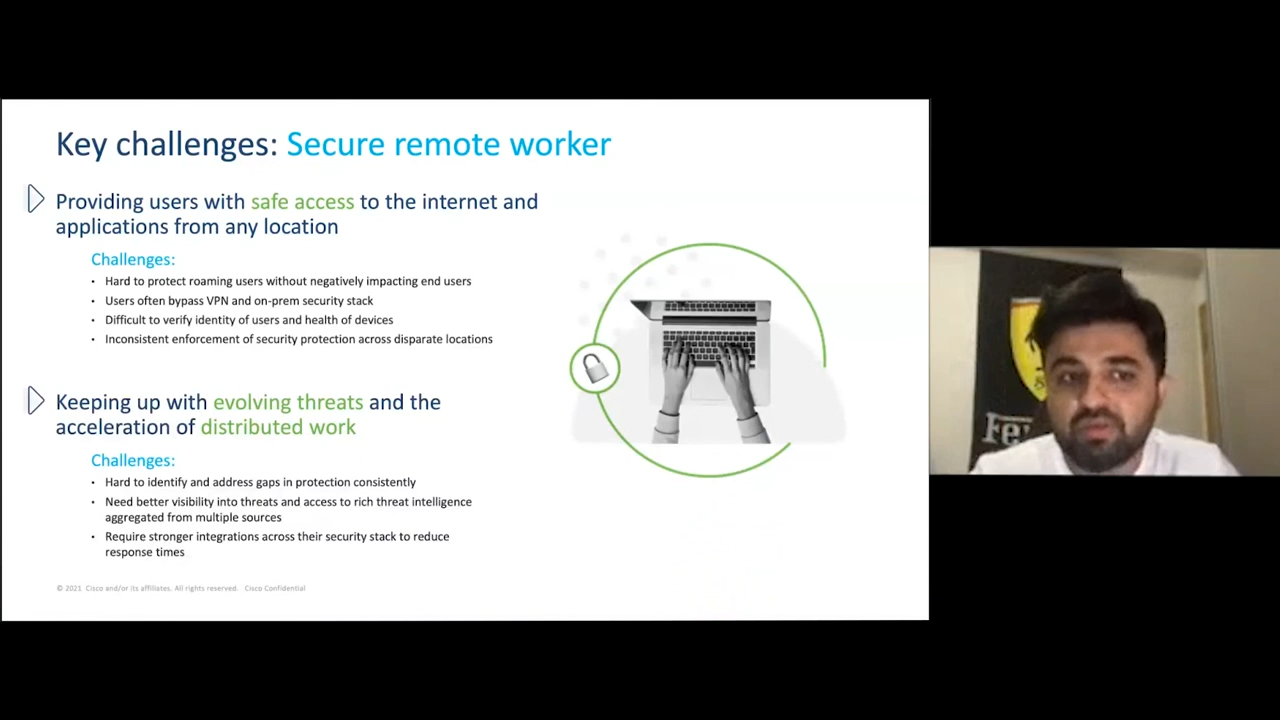 Key challenges: Secure remote worker
Providing users with safe access to the internet and
applications from any location
Challenges:
• Hard to protect roaming users without negatively impacting end users
• Users often bypass VPN and on-prem security stack
• Difficult to verify identity of users and health of devices
• Inconsistent enforcement of security protection across disparate locations
Keeping up with evolving threats and the
acceleration of distributed work
Challenges:
• Hard to identify and address gaps in protection consistently
• Need better visibility into threats and access to rich threat intelligence
aggregated from multiple sources
• Require stronger integrations across their security stack to reduce
response times
© 2021 Cisco and/or its affiliates. All rights reserved. Cisco Confidential